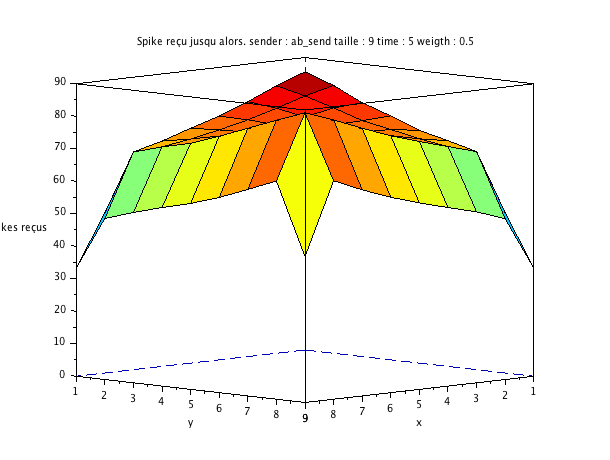 Spike reçu jusqu alors. sender : ab_send taille : 9 time : 5 weigth : 0.5
90
80
70
60
50
kes reçus
40
30
20
10
0
1 2 3 4 5 6 7 8 9 8 7 6 5 4 3 2 1
y x